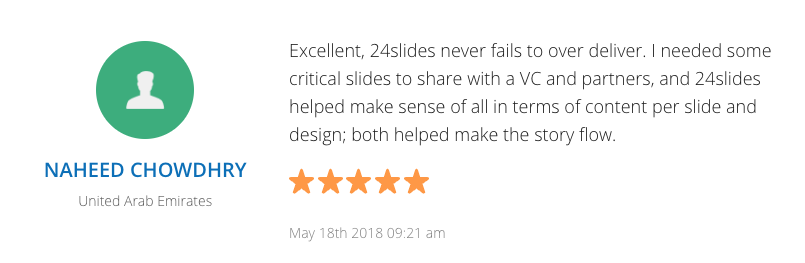 Excellent, 24slides never fails to over deliver. I needed some
critical slides to share with a VC and partners, and 24slides
helped make sense of all in terms of content per slide and
design; both helped make the story flow.
NAHEED CHOWDHRY
United Arab Emirates
May 18th 2018 09:21 am